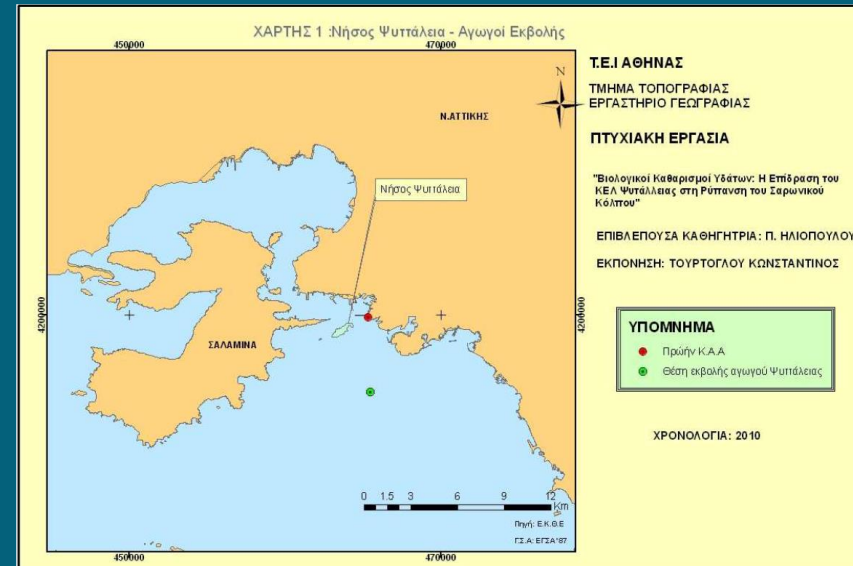 ΧΑΡΤΗΣ 1 :Νήσος Ψυττάλεια - Αγωγοί Εκβολής
450000
470000
N
Ν.ΑΤΤΙΚΗΣ
Νήσος Ψυττάλεια
4200000
4200000
ΣΑΛΑΜΙΝΑ
0 1.5 3 6 9 12
Km
Πηγή: Ε.Κ.Θ.Ε
Γ.Σ.Α: ΕΓΣΑ'87
450000
470000
Τ.Ε.Ι ΑΘΗΝΑΣ
ΤΜΗΜΑ ΤΟΠΟΓΡΑΦΙΑΣ
ΕΡΓΑΣΤΗΡΙΟ ΓΕΩΓΡΑΦΙΑΣ
ΠΤΥΧΙΑΚΗ ΕΡΓΑΣΙΑ
"Βιολογικοί Καθαρισμοί Υδάτων: Η Επίδραση του
ΚΕΛ Ψυτάλλειας στη Ρύπανση του Σαρωνικού
Κόλπου"
ΕΠΙΒΛΕΠΟΥΣΑ ΚΑΘΗΓΗΤΡΙΑ: Π. ΗΛΙΟΠΟΥΛΟΥ
ΕΚΠΟΝΗΣΗ: ΤΟΥΡΤΟΓΛΟΥ ΚΩΝΣΤΑΝΤΙΝΟΣ
ΥΠΟΜΝΗΜΑ
Πρώην Κ.Α.Α
Θέση εκβολής αγωγού Ψυττάλειας
ΧΡΟΝΟΛΟΓΙΑ: 2010